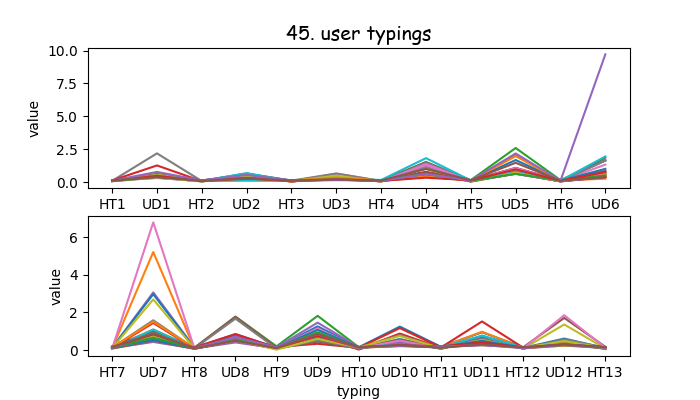 45. user typings
10.0
7.5
5.0
2.5
0.0
value
HT1 UD1 HT2 UD2 HT3 UD3 HT4 UD4 HT5 UD5 HT6 UD6
6
4
2
0
value
HT7 UD7 HT8 UD8 HT9 UD9 HT10 UD10 HT11 UD11 HT12 UD12 HT13
typing